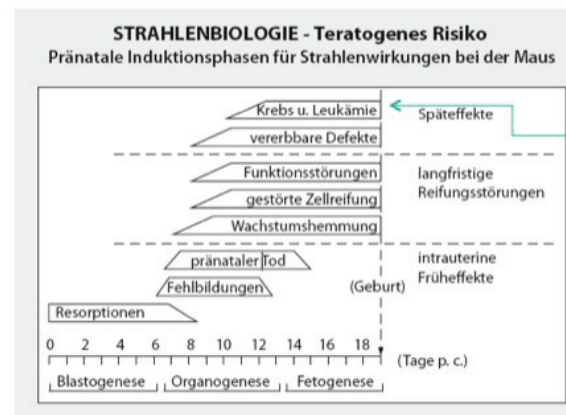 STRAHLENBIOLOGIE - Teratogenes Risiko
Pränatale Induktionsphasen für Strahlenwirkungen bei der Maus
Krebs u. Leukämie
Späteffekte
vererbbare Defekte
Funktionsstörungen
langfristige
Reifungsstörungen
gestörte Zellreifung
Wachstumshemmung
pränataler Tod
intrauterine
Früheffekte
Fehlbildungen
(Geburt)
Resorptionen
0 2 4 6 8 10 12 14 16 18
(Tage p. c.)
Blastogenese Organogenese Fetogenese